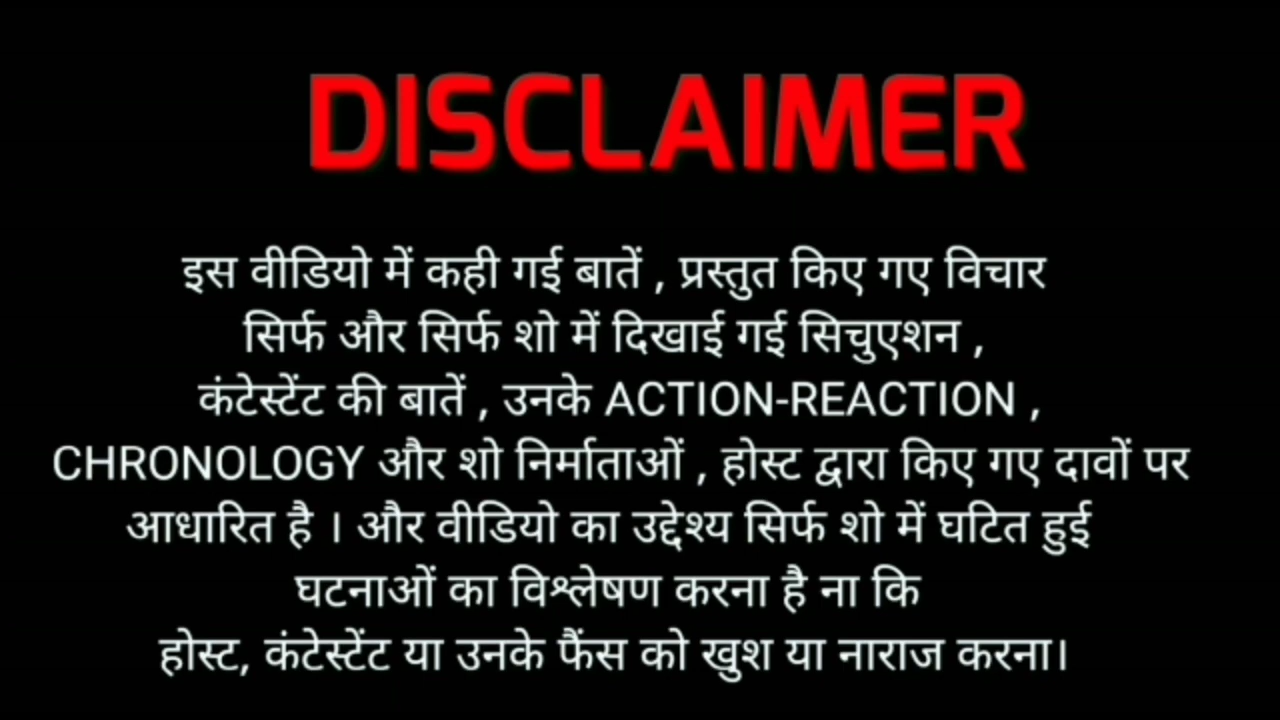 DISCLAIMER
इस वीडियो में कही गई बातें , प्रस्तुत किए गए विचार
सिर्फ और सिर्फ शो में दिखाई गई सिचुएशन ,
कंटेस्टेंट की बातें , उनके ACTION-REACTION ,
CHRONOLOGY और शो निर्माताओं , होस्ट द्वारा किए गए दावों पर
आधारित है । और वीडियो का उद्देश्य सिर्फ शो में घटित हुई
घटनाओं का विश्लेषण करना है ना कि
होस्ट, कंटेस्टेंट या उनके फैंस को खुश या नाराज करना।